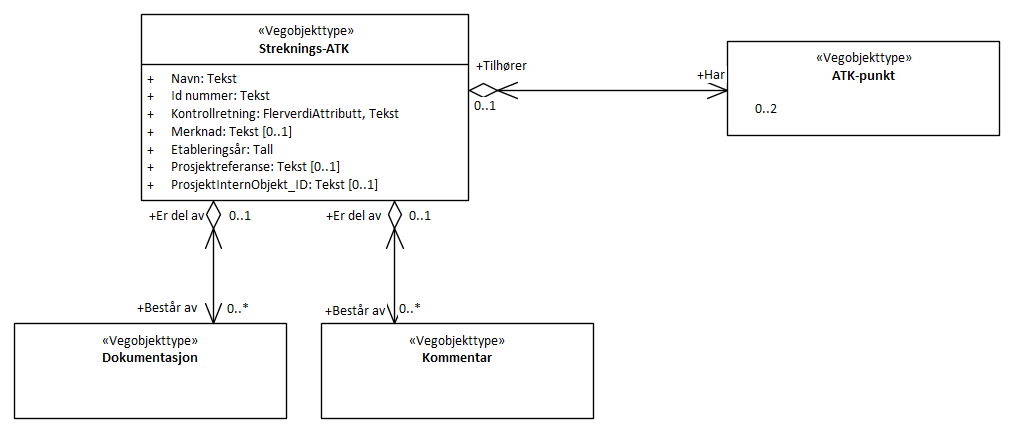 «Vegobjekttype»
Streknings-ATK
+ Navn: Tekst
+ Id nummer: Tekst
+ Kontrollretning: FlerverdiAttributt, Tekst
+ Merknad: Tekst [0..1]
+ Etableringsår: Tall
+ Prosjektreferanse: Tekst [0..1]
+ ProsjektInternObjekt_ID: Tekst [0..1]
+Tilhører
0..1
+Har
«Vegobjekttype»
ATK-punkt
0..2
+Er del av 0..1
+Er del av 0..1
+Består av 0..*
+Består av 0..*
«Vegobjekttype»
Dokumentasjon
«Vegobjekttype»
Kommentar